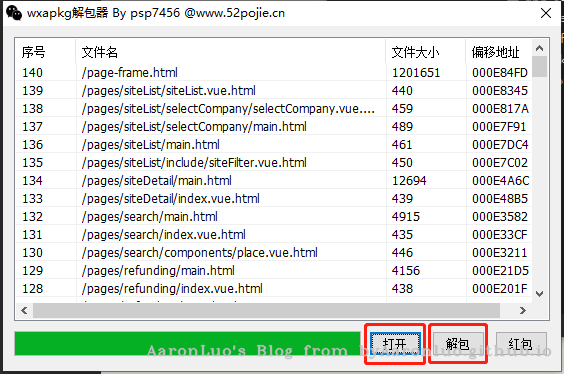 wxapkg解包器 By psp7456 @www.52pojie.cn
序号 文件名 文件大小 偏移地址
140 /page-frame.html 1201651 000E84FD
139 /pages/siteList/siteList.vue.html 440 000E8345
138 /pages/siteList/selectCompany/selectCompany.vue.... 459 000E817A
137 /pages/siteList/selectCompany/main.html 489 000E7F91
136 /pages/siteList/main.html 461 000E7DC4
135 /pages/siteList/include/siteFilter.vue.html 450 000E7C02
134 /pages/siteDetail/main.html 12694 000E4A6C
133 /pages/siteDetail/index.vue.html 439 000E48B5
132 /pages/search/main.html 4915 000E3582
131 /pages/search/index.vue.html 435 000E33CF
130 /pages/search/components/place.vue.html 446 000E3211
129 /pages/refunding/main.html 4156 000E21D5
128 /pages/refunding/index.vue.html 438 000E201F
打开 解包 红包
AaronLuo's Blog from